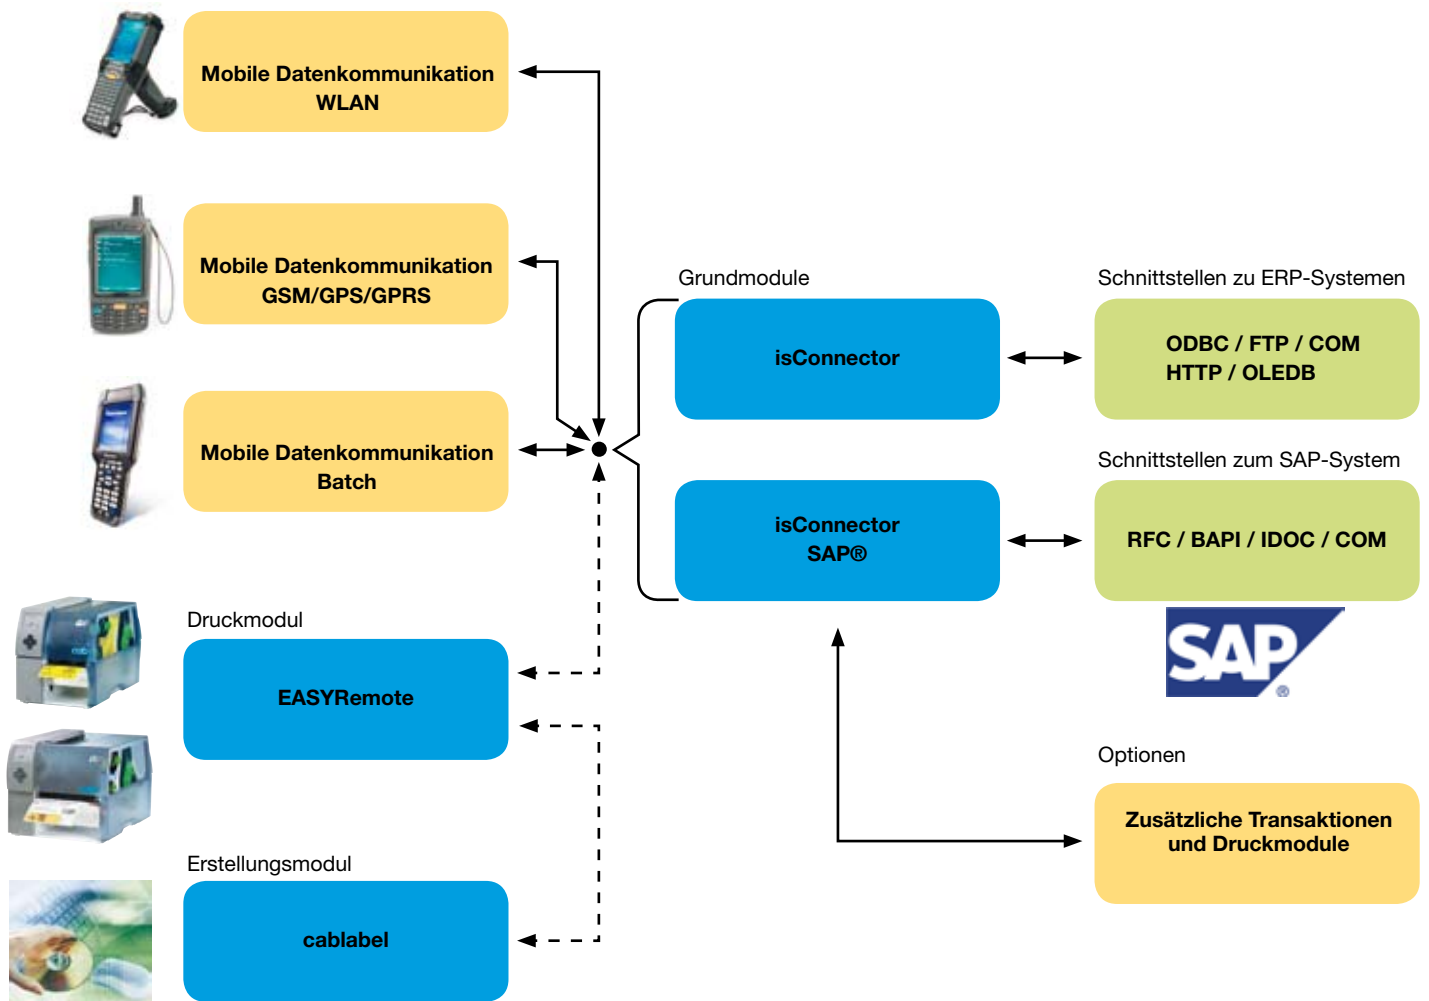 Mobile Datenkommunikation
WLAN
Mobile Datenkommunikation
GSM/GPS/GPRS
Mobile Datenkommunikation
Batch
Grundmodule
isConnector
isConnector
SAP®
Schnittstellen zu ERP-Systemen
ODBC / FTP / COM
HTTP / OLEDB
Schnittstellen zum SAP-System
RFC / BAPI / IDOC / COM
SAP®
Druckmodul
EASYRemote
Erstellungsmodul
cablabel
Optionen
Zusätzliche Transaktionen
und Druckmodule